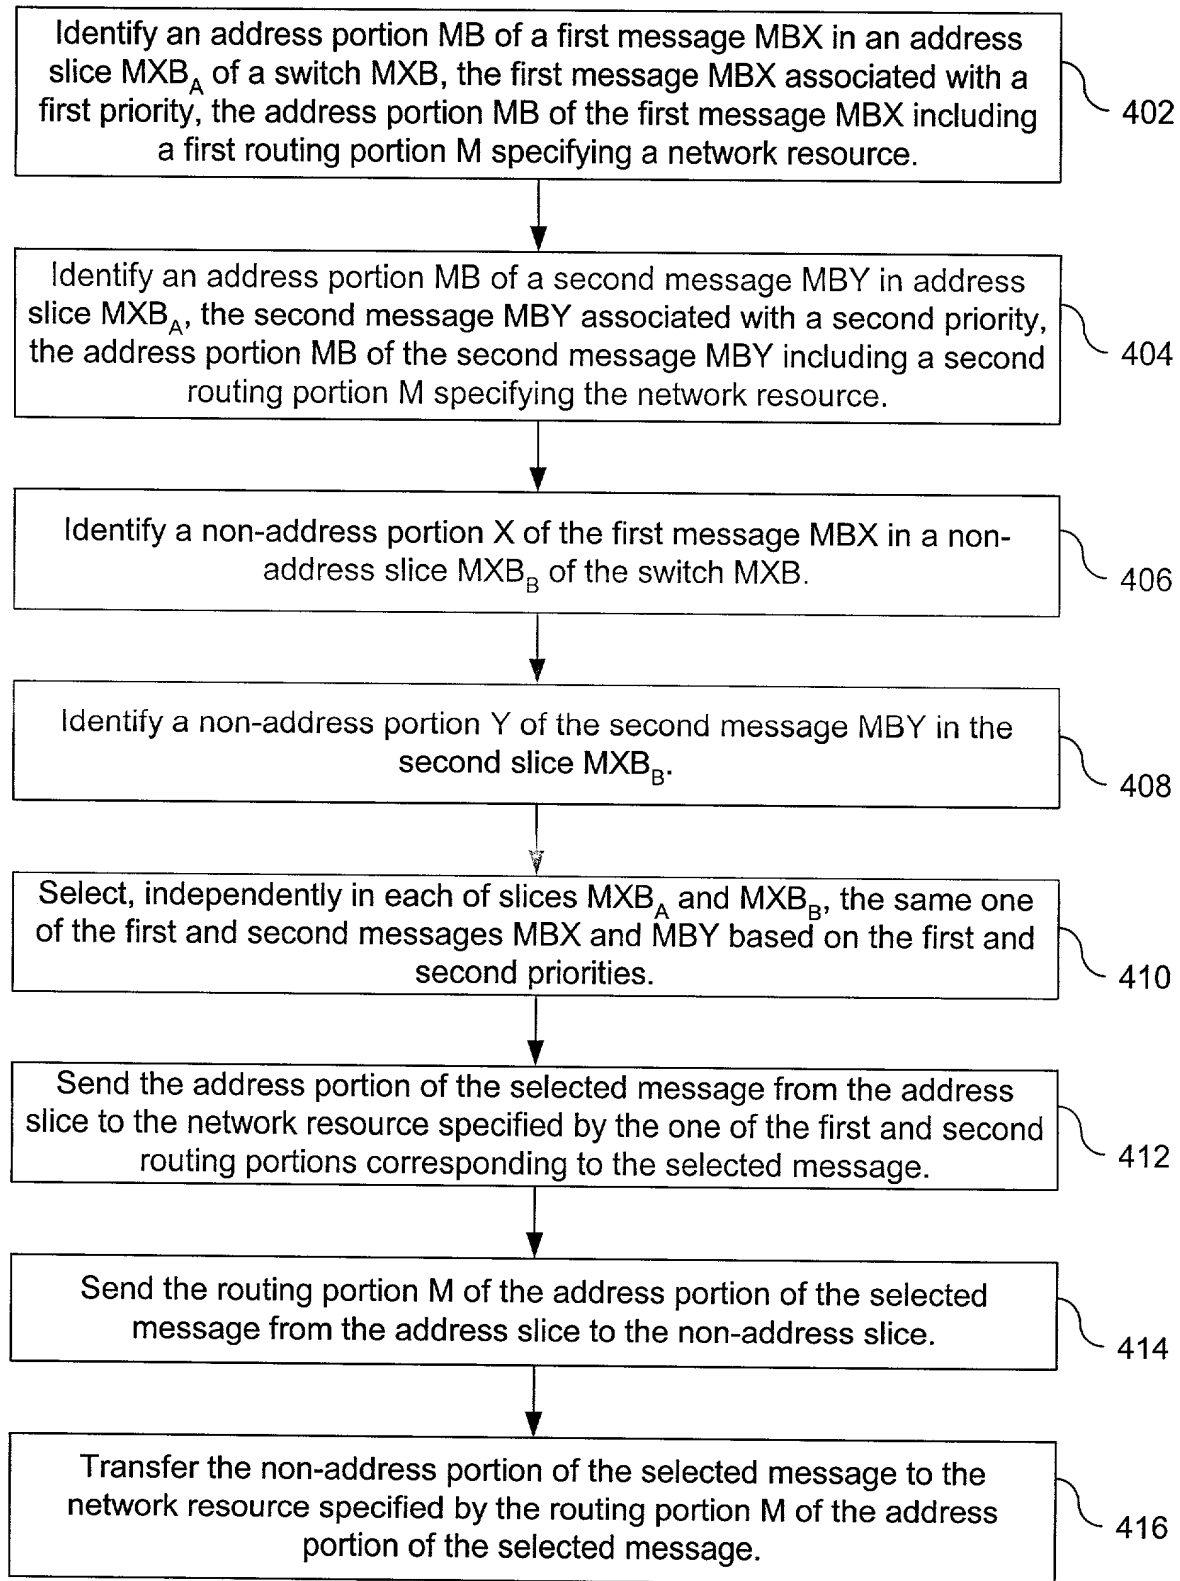 Identify an address portion MB of a first message MBX in an address
slice MXB_A of a switch MXB, the first message MBX associated with a
first priority, the address portion MB of the first message MBX including
a first routing portion M specifying a network resource.
402
Identify an address portion MB of a second message MBY in address
slice MXB_A, the second message MBY associated with a second priority,
the address portion MB of the second message MBY including a second
routing portion M specifying the network resource.
404
Identify a non-address portion X of the first message MBX in a non-
address slice MXB_B of the switch MXB.
406
Identify a non-address portion Y of the second message MBY in the
second slice MXB_B.
408
Select, independently in each of slices MXB_A and MXB_B, the same one
of the first and second messages MBX and MBY based on the first and
second priorities.
410
Send the address portion of the selected message from the address
slice to the network resource specified by the one of the first and second
routing portions corresponding to the selected message.
412
Send the routing portion M of the address portion of the selected
message from the address slice to the non-address slice.
414
Transfer the non-address portion of the selected message to the
network resource specified by the routing portion M of the address
portion of the selected message.
416